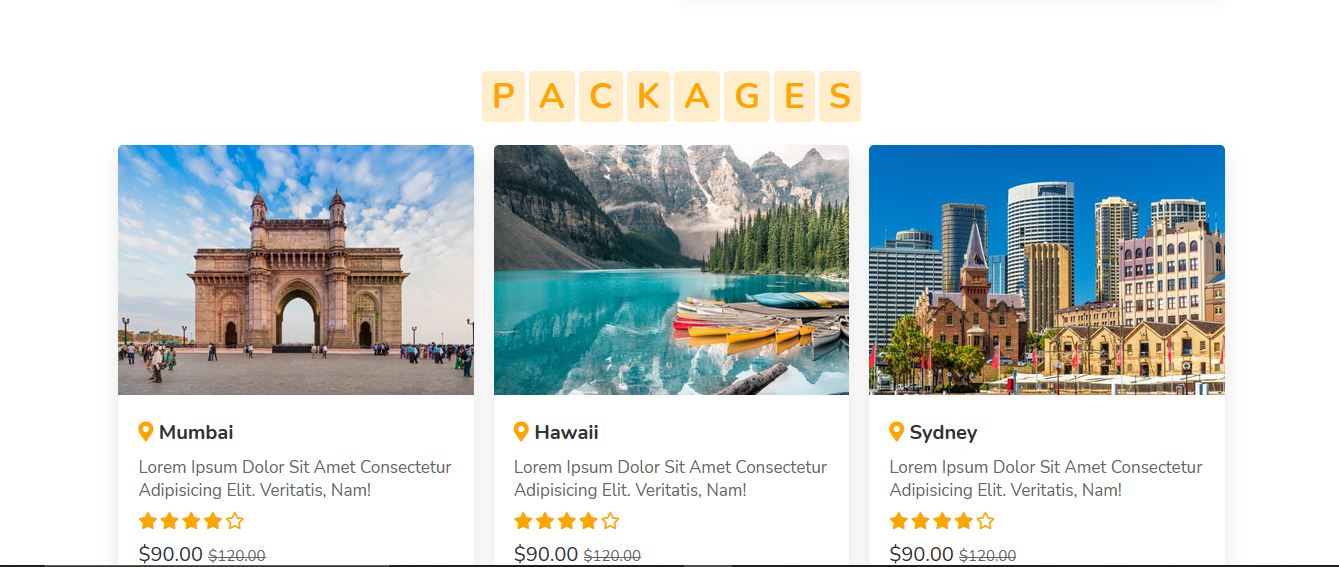 PACKAGES
Mumbai
Lorem Ipsum Dolor Sit Amet Consectetur
Adipisicing Elit. Veritatis, Nam!
$90.00 $120.00
Hawaii
Lorem Ipsum Dolor Sit Amet Consectetur
Adipisicing Elit. Veritatis, Nam!
$90.00 $120.00
Sydney
Lorem Ipsum Dolor Sit Amet Consectetur
Adipisicing Elit. Veritatis, Nam!
$90.00 $120.00